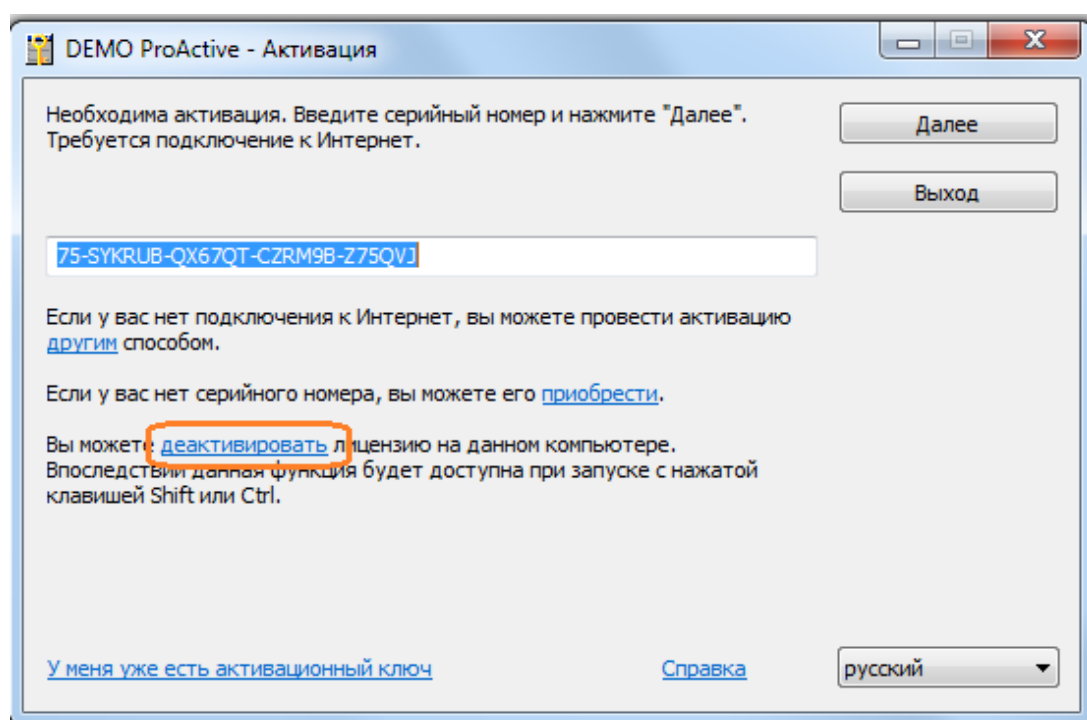 DEMO ProActive - Активация
Необходима активация. Введите серийный номер и нажмите "Далее".
Требуется подключение к Интернет.
Далее
Выход
75-SYKRUB-QX67QT-CZRM9B-Z75QVJ
Если у вас нет подключения к Интернет, вы можете провести активацию
другим способом.
Если у вас нет серийного номера, вы можете его приобрести.
Вы можете деактивировать лицензию на данном компьютере.
Впоследствии данная функция будет доступна при запуске с нажатой
клавишей Shift или Ctrl.
У меня уже есть активационный ключ
Справка
русский